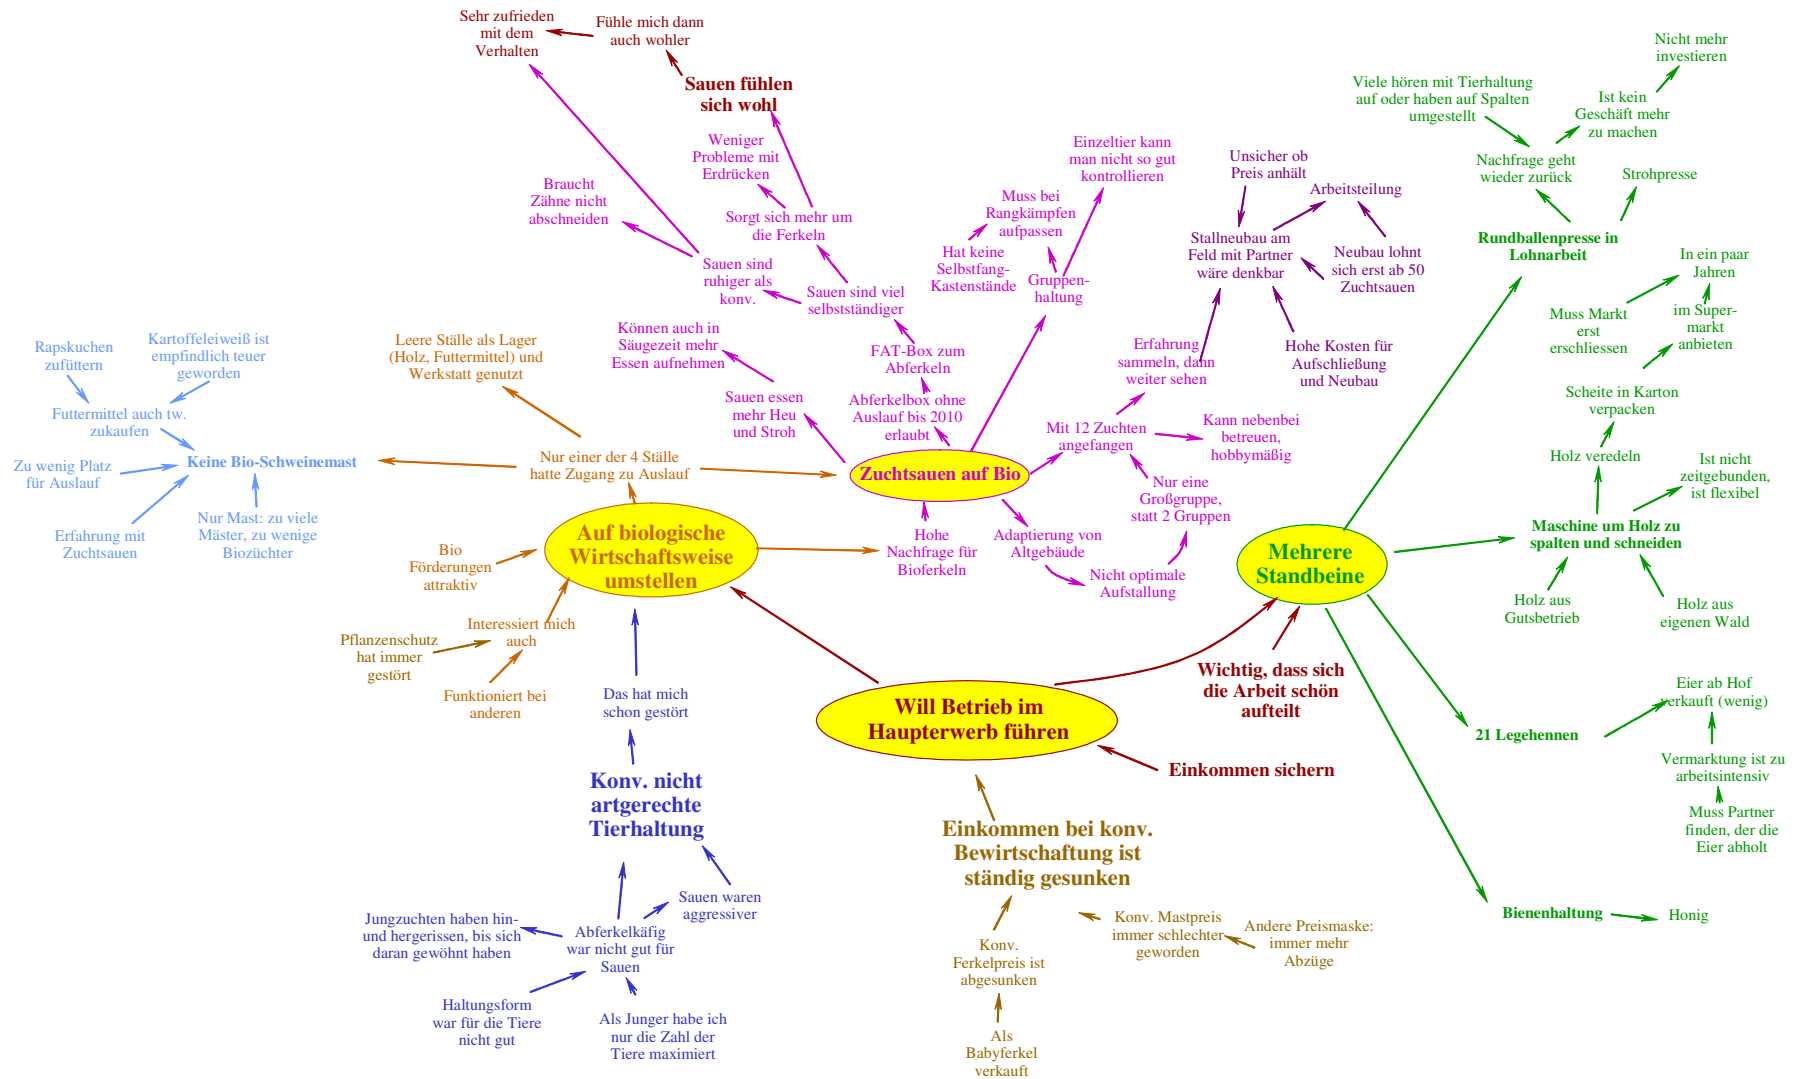 Sehr zufrieden
mit dem
Verhalten
Fühle mich dann
auch wohler
Sauen fühlen
sich wohl
Weniger
Probleme mit
Erdrücken
Braucht
Zähne nicht
abschneiden
Sorgt sich mehr um
die Ferkeln
Sauen sind
ruhiger als
konv.
Sauen sind viel
selbstständiger
Können auch in
Säugezeit mehr
Essen aufnehmen
FAT-Box zum
Abferkeln
Sauen essen
mehr Heu
und Stroh
Abferkelbox ohne
Auslauf bis 2010
erlaubt
Einzeltier kann
man nicht so gut
kontrollieren
Muss bei
Rangkämpfen
aufpassen
Hat keine
Selbstfang-
Kastenstände
Gruppen-
haltung
Zuchtsauen auf Bio
Mit 12 Zuchten
angefangen
Erfahrung
sammeln, dann
weiter sehen
Kann nebenbei
betreuen,
hobbymäßig
Nur eine
Großgruppe,
statt 2 Gruppen
Adaptierung von
Altgebäude
Nicht optimale
Aufstallung
Hohe
Nachfrage für
Bioferkeln
Unsicher ob
Preis anhält
Arbeitsteilung
Stallneubau am
Feld mit Partner
wäre denkbar
Neubau lohnt
sich erst ab 50
Zuchtsauen
Hohe Kosten für
Aufschließung
und Neubau
Nicht mehr
investieren
Viele hören mit Tierhaltung
auf oder haben auf Spalten
umgestellt
Ist kein
Geschäft mehr
zu machen
Nachfrage geht
wieder zurück
Strohpresse
Rundballenpresse in
Lohnarbeit
In ein paar
Jahren
Muss Markt
erst
erschliessen
im Super-
markt
anbieten
Scheite in Karton
verpacken
Holz veredeln
Ist nicht
zeitgebunden,
ist flexibel
Maschine um Holz zu
spalten und schneiden
Holz aus
Gutsbetrieb
Holz aus
eigenen Wald
Mehrere
Standbeine
Wichtig, dass sich
die Arbeit schön
aufteilt
21 Legehennen
Eier ab Hof
verkauft (wenig)
Vermarktung ist zu
arbeitsintensiv
Muss Partner
finden, der die
Eier abholt
Bienenhaltung
Honig
Rapskuchen
zufüttern
Kartoffeleiweiß ist
empfindlich teuer
geworden
Futtermittel auch tw.
zukaufen
Zu wenig Platz
für Auslauf
Keine Bio-Schweinemast
Erfahrung mit
Zuchtsauen
Nur Mast: zu viele
Mäster, zu wenige
Biozüchter
Leere Ställe als Lager
(Holz, Futtermittel) und
Werkstatt genutzt
Nur einer der 4 Ställe
hatte Zugang zu Auslauf
Auf biologische
Wirtschaftsweise
umstellen
Bio
Förderungen
attraktiv
Interessiert mich
auch
Pflanzenschutz
hat immer
gestört
Funktioniert bei
anderen
Das hat mich
schon gestört
Konv. nicht
artgerechte
Tierhaltung
Sauen waren
aggressiver
Jungzuchten haben hin-
und hergerissen, bis sich
daran gewöhnt haben
Abferkelkäfig
war nicht gut für
Sauen
Haltungsform
war für die Tiere
nicht gut
Als Junger habe ich
nur die Zahl der
Tiere maximiert
Will Betrieb im
Haupterwerb führen
Einkommen sichern
Einkommen bei konv.
Bewirtschaftung ist
ständig gesunken
Konv. Mastpreis
immer schlechter
geworden
Andere Preismaske:
immer mehr
Abzüge
Konv.
Ferkelpreis ist
abgesunken
Als
Babyferkel
verkauft